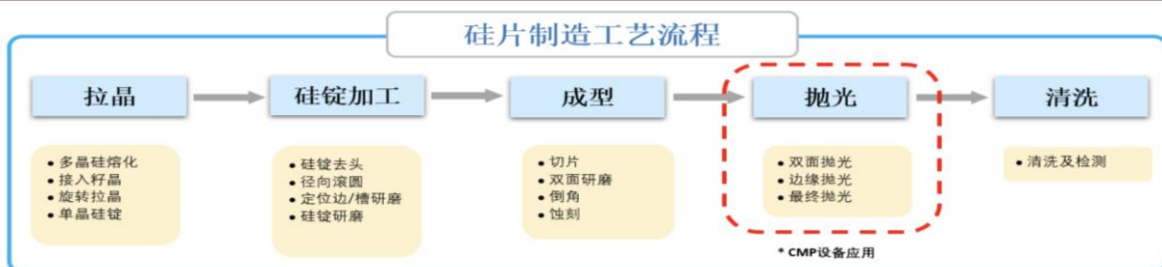 硅片制造工艺流程
拉晶
硅锭加工
成型
抛光
清洗
• 多晶硅熔化
• 接入籽晶
• 旋转拉晶
• 单晶硅锭
• 硅锭去头
• 径向滚圆
• 定位边/槽研磨
• 硅锭研磨
• 切片
• 双面研磨
• 倒角
• 蚀刻
• 双面抛光
• 边缘抛光
• 最终抛光
• 清洗及检测
* CMP设备应用